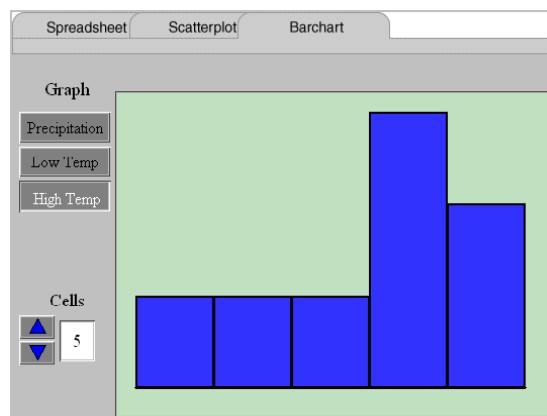 Spreadsheet Scatterplot Barchart
Graph
Precipitation
Low Temp
High Temp
Cells
5